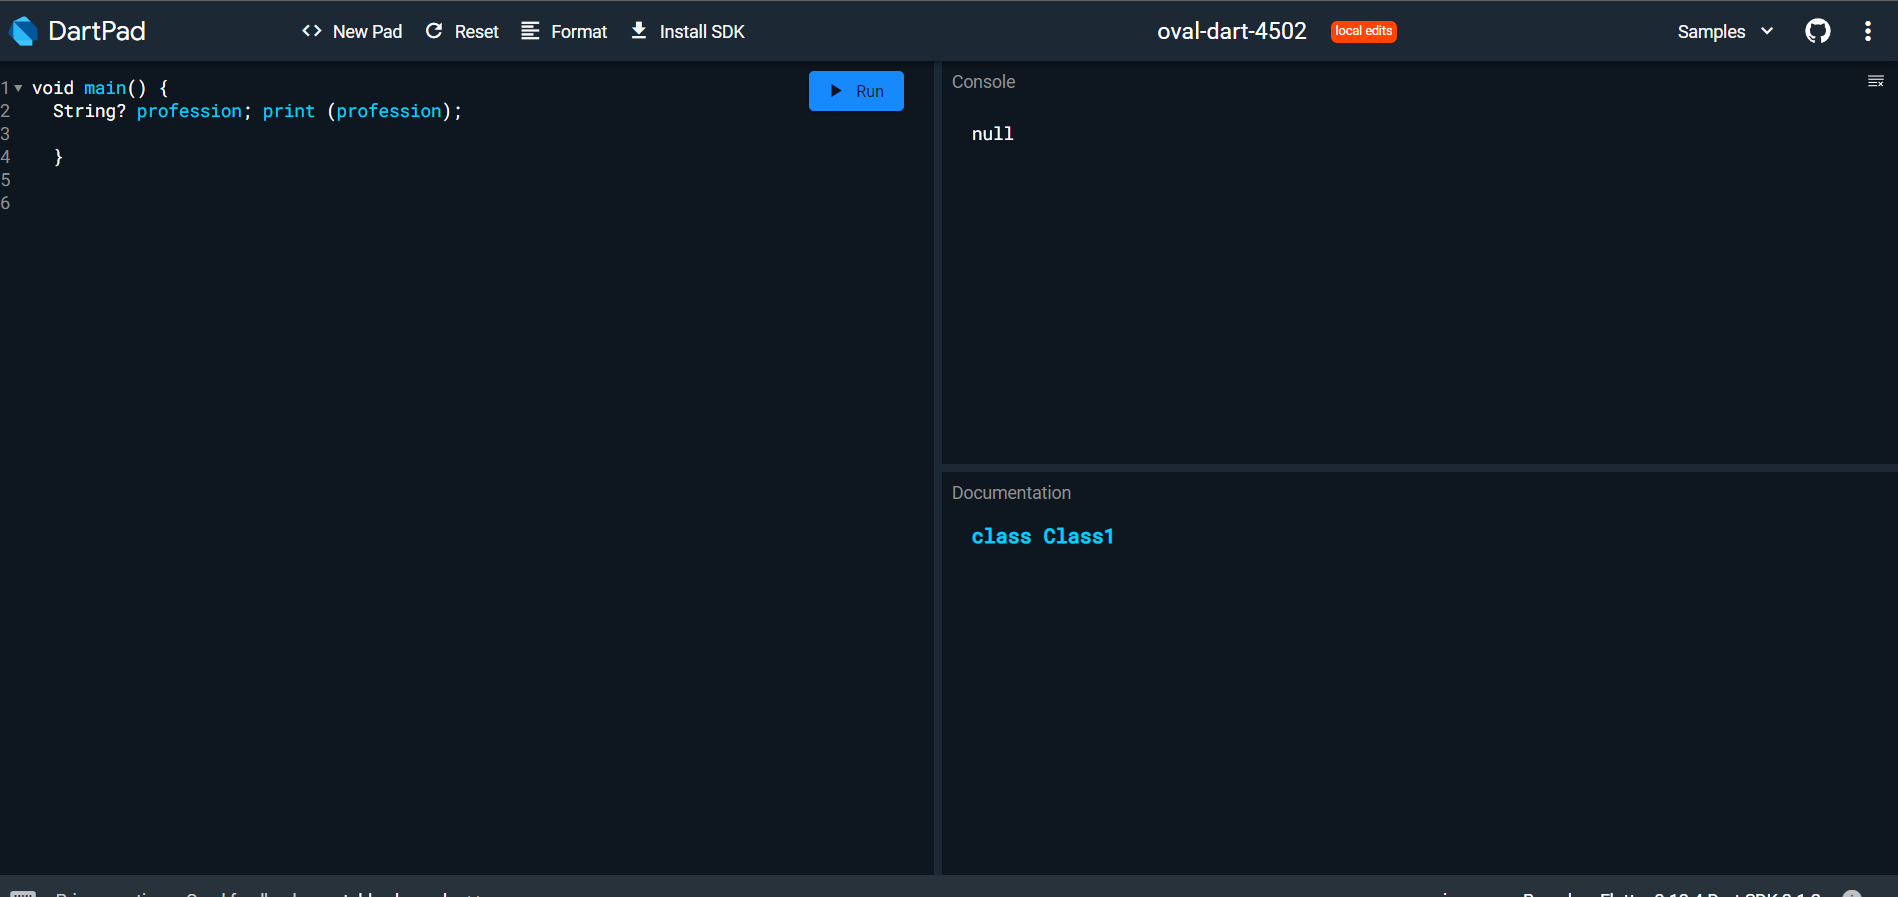 DartPad
New Pad
Reset
Format
Install SDK
oval-dart-4502
local edits
Samples
1 void main() {
2 String? profession; print (profession);
3
4 }
5
6
Run
Console
null
Documentation
class Class1